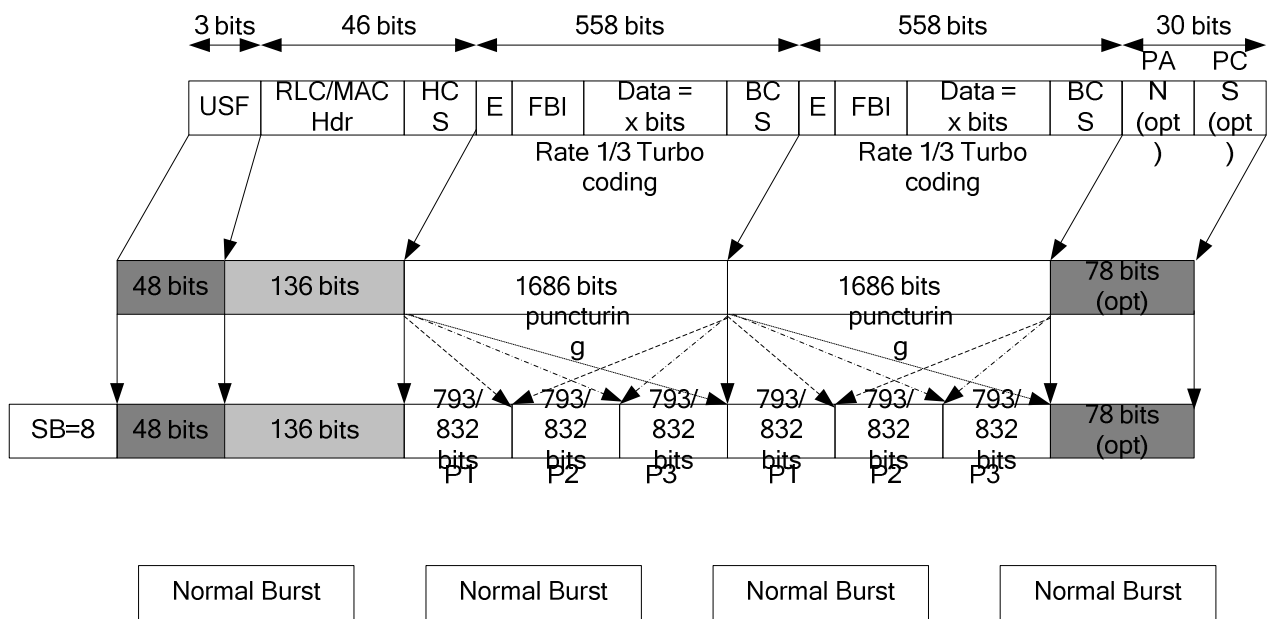 3 bits 46 bits 558 bits 558 bits 30 bits
USF
RLC/MAC
Hdr
HC
S
E
FBI
Data =
x bits
BC
S
E
FBI
Data =
x bits
BC
S
PA
N
(opt
)
PC
S
(opt
)
Rate 1/3 Turbo
coding
Rate 1/3 Turbo
coding
48 bits
136 bits
1686 bits
puncturin
g
1686 bits
puncturin
g
78 bits
(opt)
SB=8
48 bits
136 bits
793/
832
bits
P1
793/
832
bits
P2
793/
832
bits
P3
793/
832
bits
P1
793/
832
bits
P2
793/
832
bits
P3
78 bits
(opt)
Normal Burst
Normal Burst
Normal Burst
Normal Burst